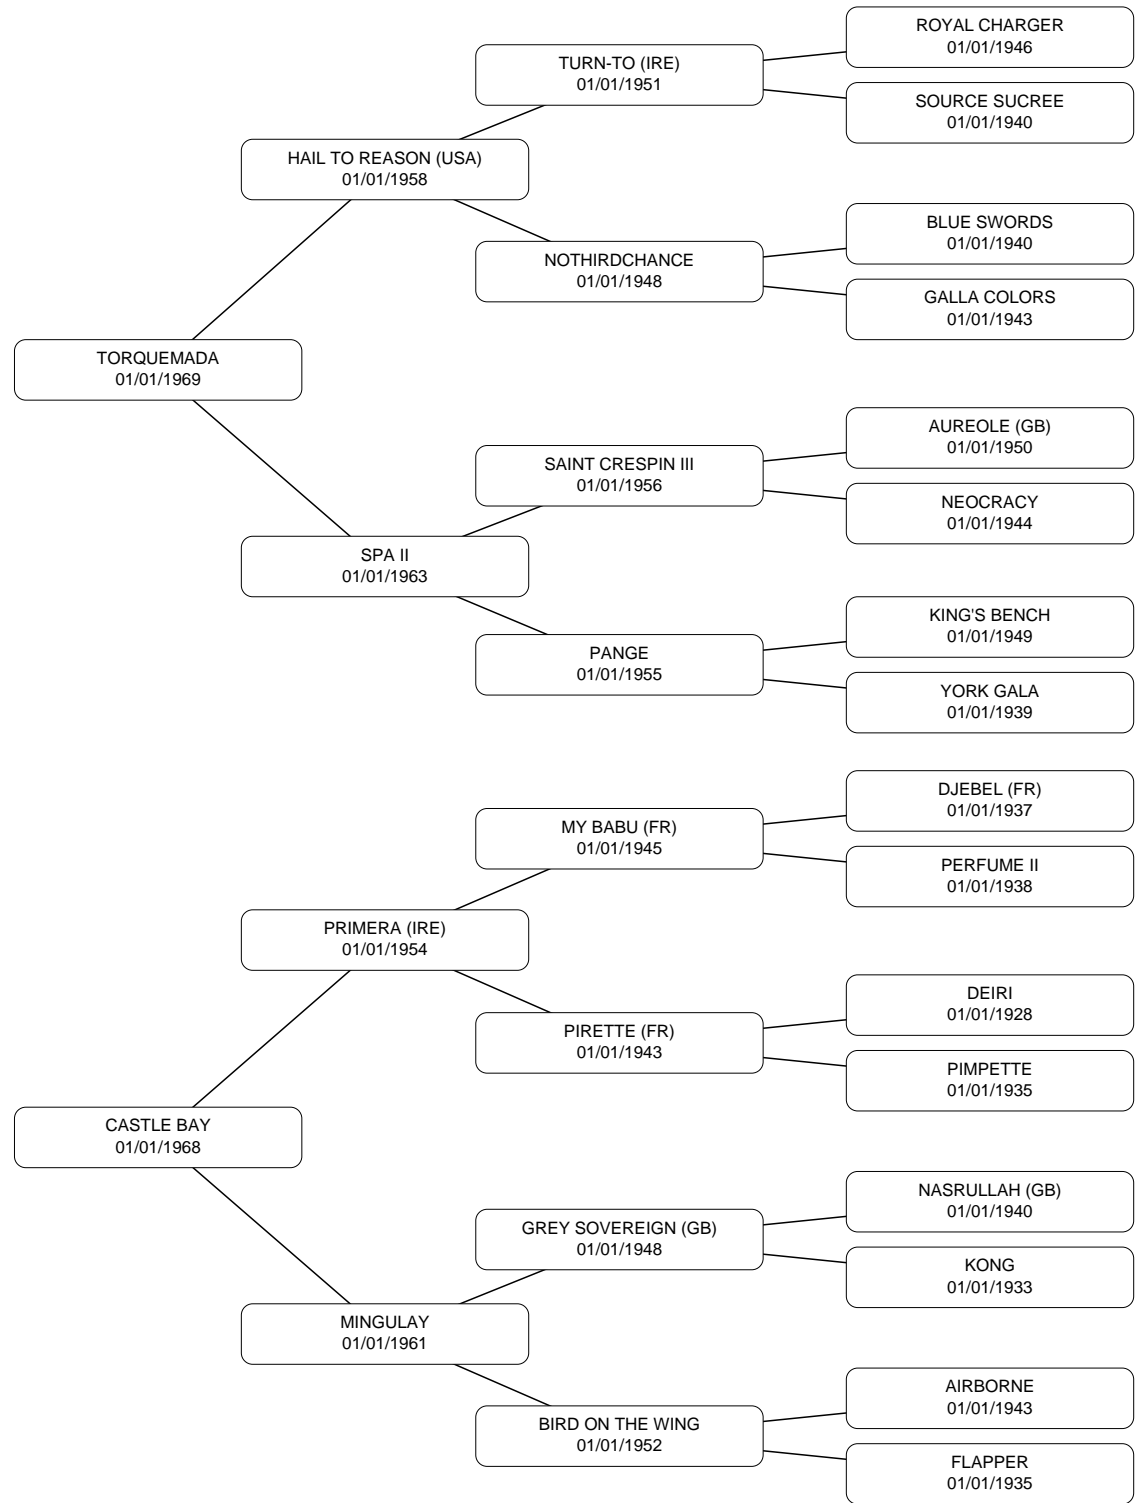 ROYAL CHARGER
01/01/1946
TURN-TO (IRE)
01/01/1951
SOURCE SUCREE
01/01/1940
HAIL TO REASON (USA)
01/01/1958
BLUE SWORDS
01/01/1940
NOTHIRDCHANCE
01/01/1948
GALLA COLORS
01/01/1943
TORQUEMADA
01/01/1969
AUREOLE (GB)
01/01/1950
SAINT CRESPIN III
01/01/1956
NEOCRACY
01/01/1944
SPA II
01/01/1963
KING'S BENCH
01/01/1949
PANGE
01/01/1955
YORK GALA
01/01/1939
DJEBEL (FR)
01/01/1937
MY BABU (FR)
01/01/1945
PERFUME II
01/01/1938
PRIMERA (IRE)
01/01/1954
DEIRI
01/01/1928
PIRETTE (FR)
01/01/1943
PIMPETTE
01/01/1935
CASTLE BAY
01/01/1968
NASRULLAH (GB)
01/01/1940
GREY SOVEREIGN (GB)
01/01/1948
KONG
01/01/1933
MINGULAY
01/01/1961
AIRBORNE
01/01/1943
BIRD ON THE WING
01/01/1952
FLAPPER
01/01/1935